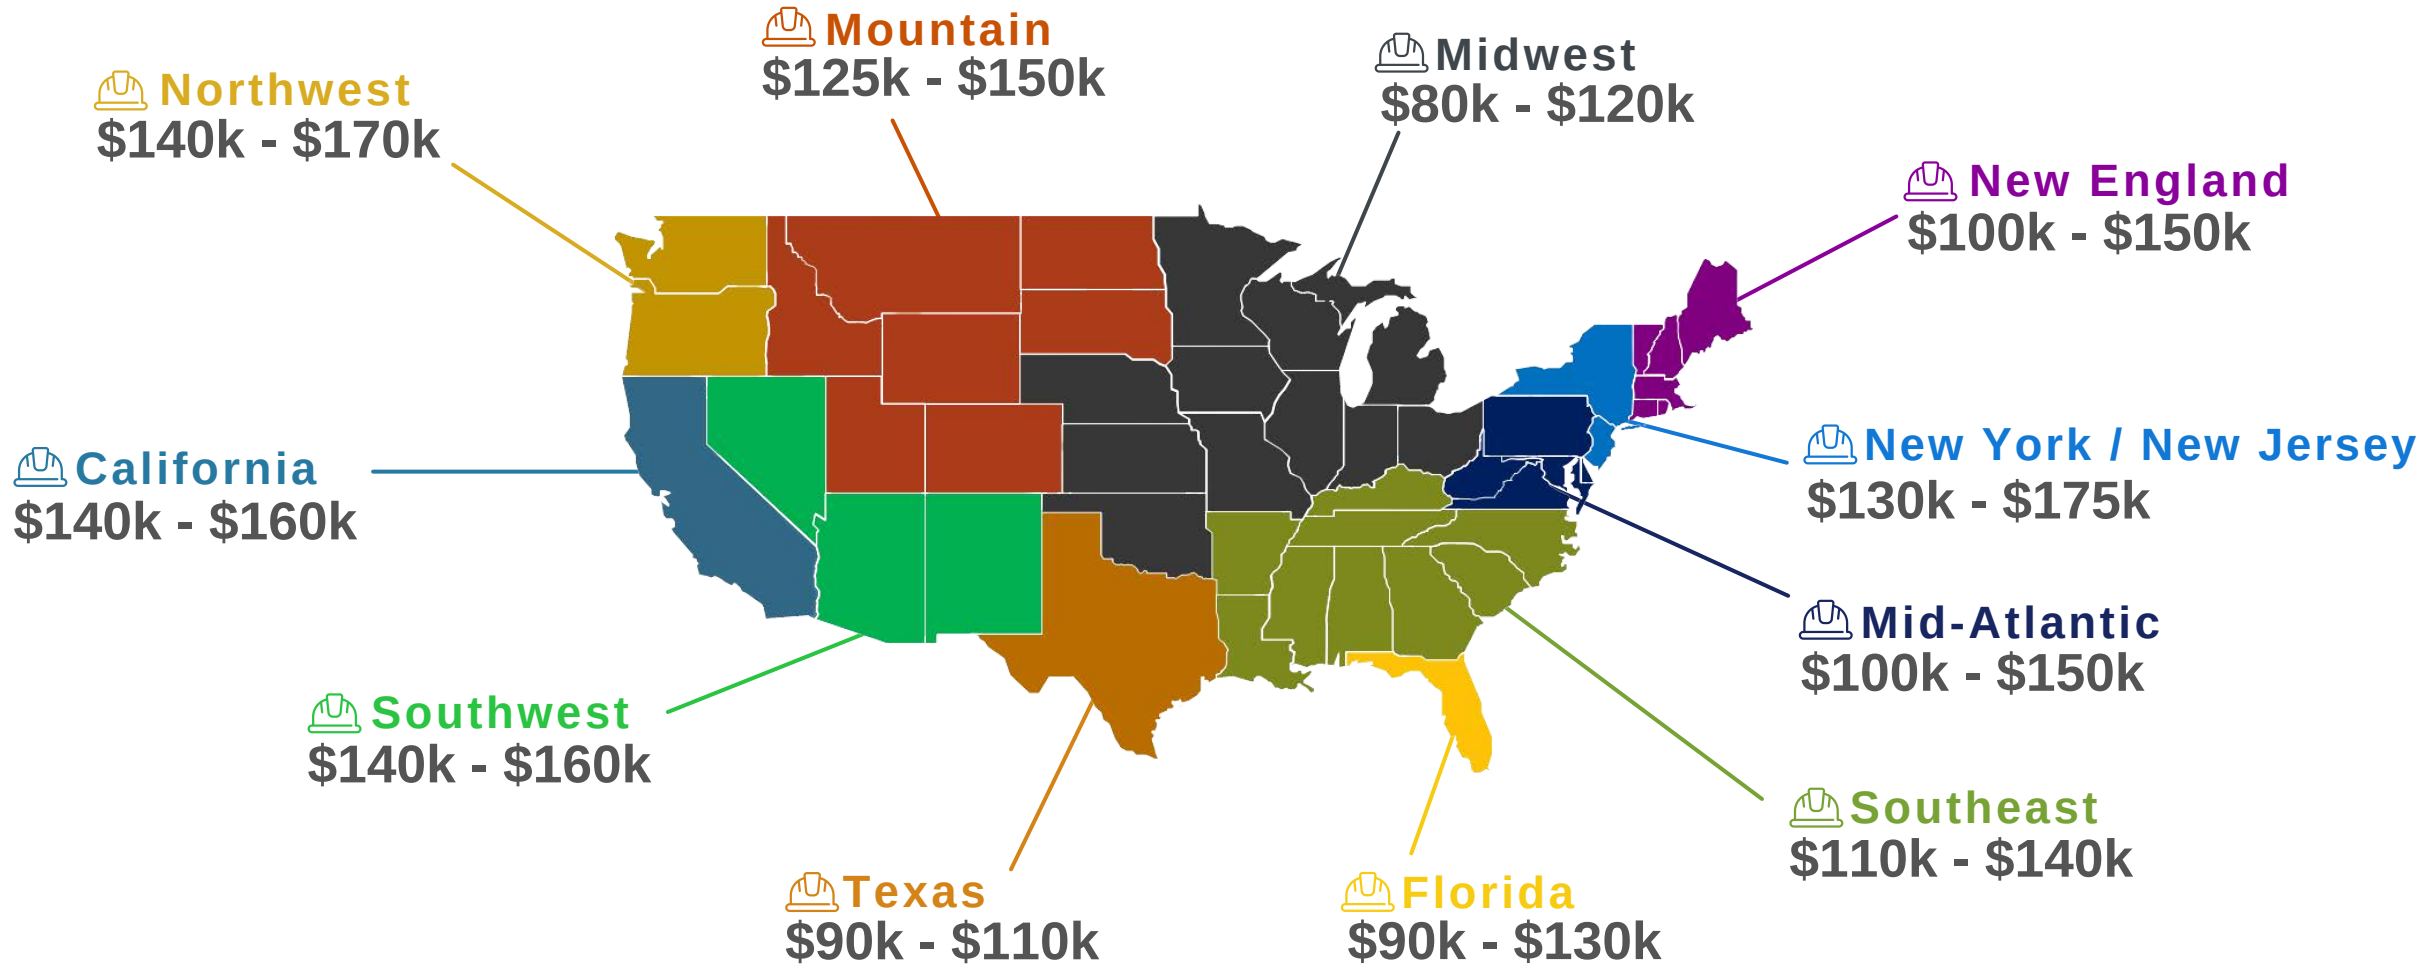 Mountain
$125k - $150k
Midwest
$80k - $120k
Northwest
$140k - $170k
New England
$100k - $150k
California
$140k - $160k
New York / New Jersey
$130k - $175k
Mid-Atlantic
$100k - $150k
Southwest
$140k - $160k
Southeast
$110k - $140k
Texas
$90k - $110k
Florida
$90k - $130k